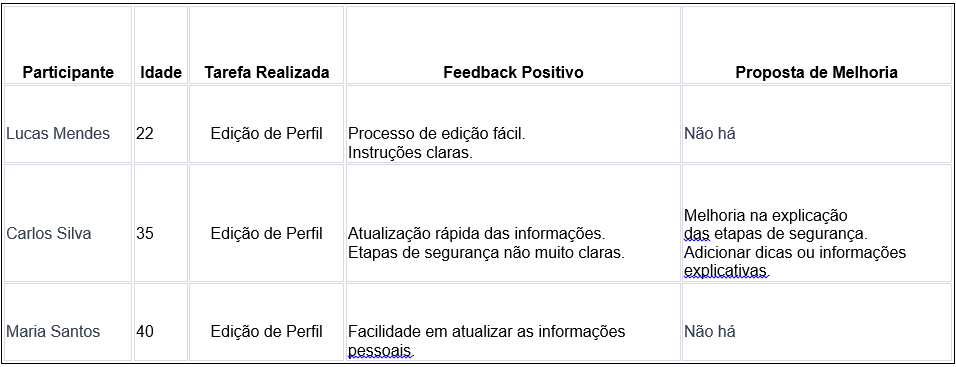 Participante Idade Tarefa Realizada Feedback Positivo Proposta de Melhoria
Lucas Mendes 22 Edição de Perfil Processo de edição fácil. Não há
Instruções claras.
Melhoria na explicação
Carlos Silva 35 Edição de Perfil Atualização rápida das informações. das etapas de segurança.
Etapas de segurança não muito claras. Adicionar dicas ou informações
explicativas.
Maria Santos 40 Edição de Perfil Facilidade em atualizar as informações Não há
pessoais.